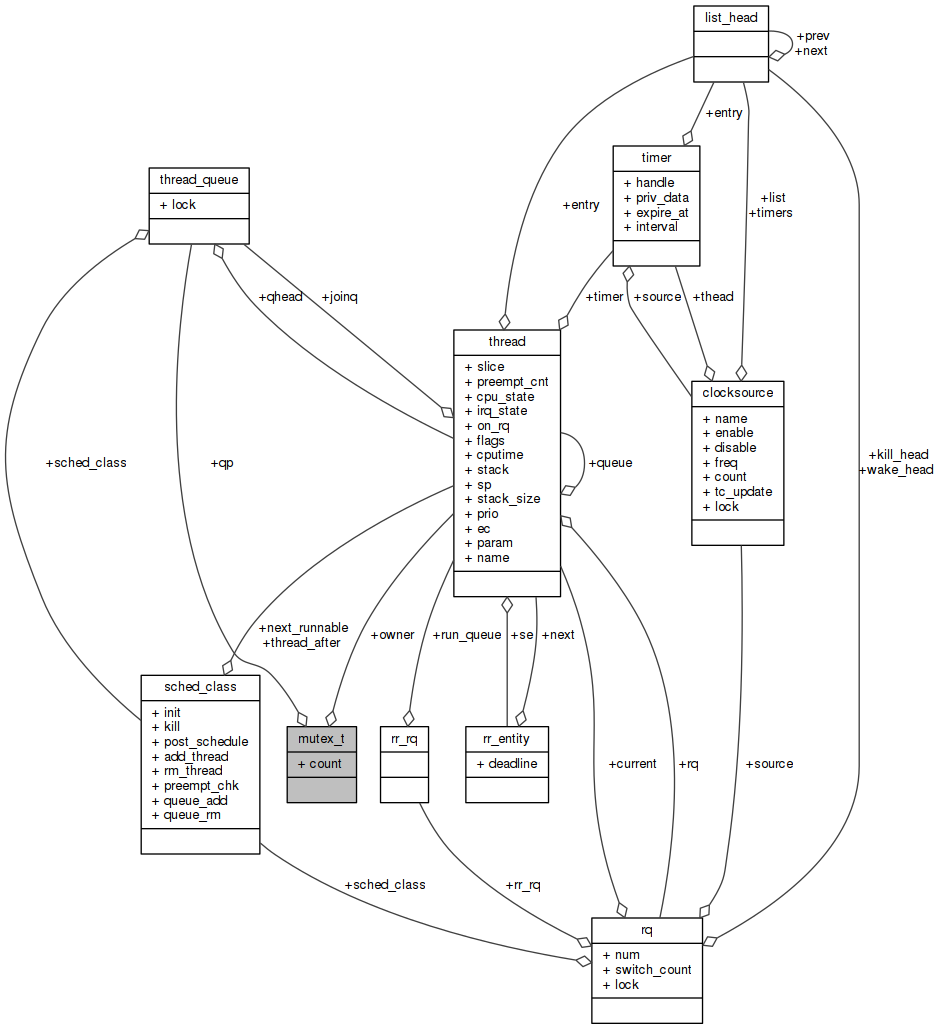 list_head
+prev
+next
+entry
timer
+ handle
+ priv_data
+ expire_at
+ interval
thread_queue
+ lock
+entry
+list
+timers
+qhead
+joinq
+timer
+source
+thead
thread
+ slice
+ preempt_cnt
+ cpu_state
+ irq_state
+ on_rq
+ flags
+ cputime
+ stack
+ sp
+ stack_size
+ prio
+ ec
+ param
+ name
clocksource
+ name
+ enable
+ disable
+ freq
+ count
+ tc_update
+ lock
+sched_class
+qp
+queue
+kill_head
+wake_head
+next_runnable
+thread_after
+owner
+run_queue
+se
+next
sched_class
+ init
+ kill
+ post_schedule
+ add_thread
+ rm_thread
+ preempt_chk
+ queue_add
+ queue_rm
mutex_t
+ count
rr_rq
rr_entity
+ deadline
+current
+rq
+source
+sched_class
+rr_rq
rq
+ num
+ switch_count
+ lock